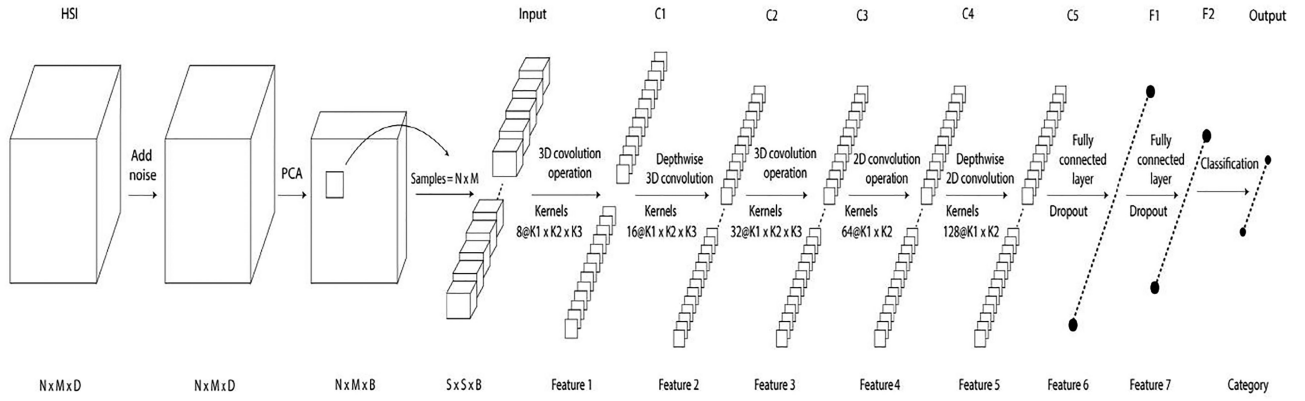 HSI
Input
C1
C2
C3
C4
C5
F1
F2
Output
Add
noise
PCA
Samples = N x M
3D covolution
operation
Kernels
8@K1 x K2 x K3
Depthwise
3D convolution
Kernels
16@K1 x K2 x K3
3D covolution
operation
Kernels
32@K1 x K2 x K3
2D convolution
operation
Kernels
64@K1 x K2
Depthwise
2D convolution
Kernels
128@K1 x K2
Fully
connected
layer
Dropout
Fully
connected
layer
Dropout
Classification
N x M x D
N x M x D
N x M x B
S x S x B
Feature 1
Feature 2
Feature 3
Feature 4
Feature 5
Feature 6
Feature 7
Category